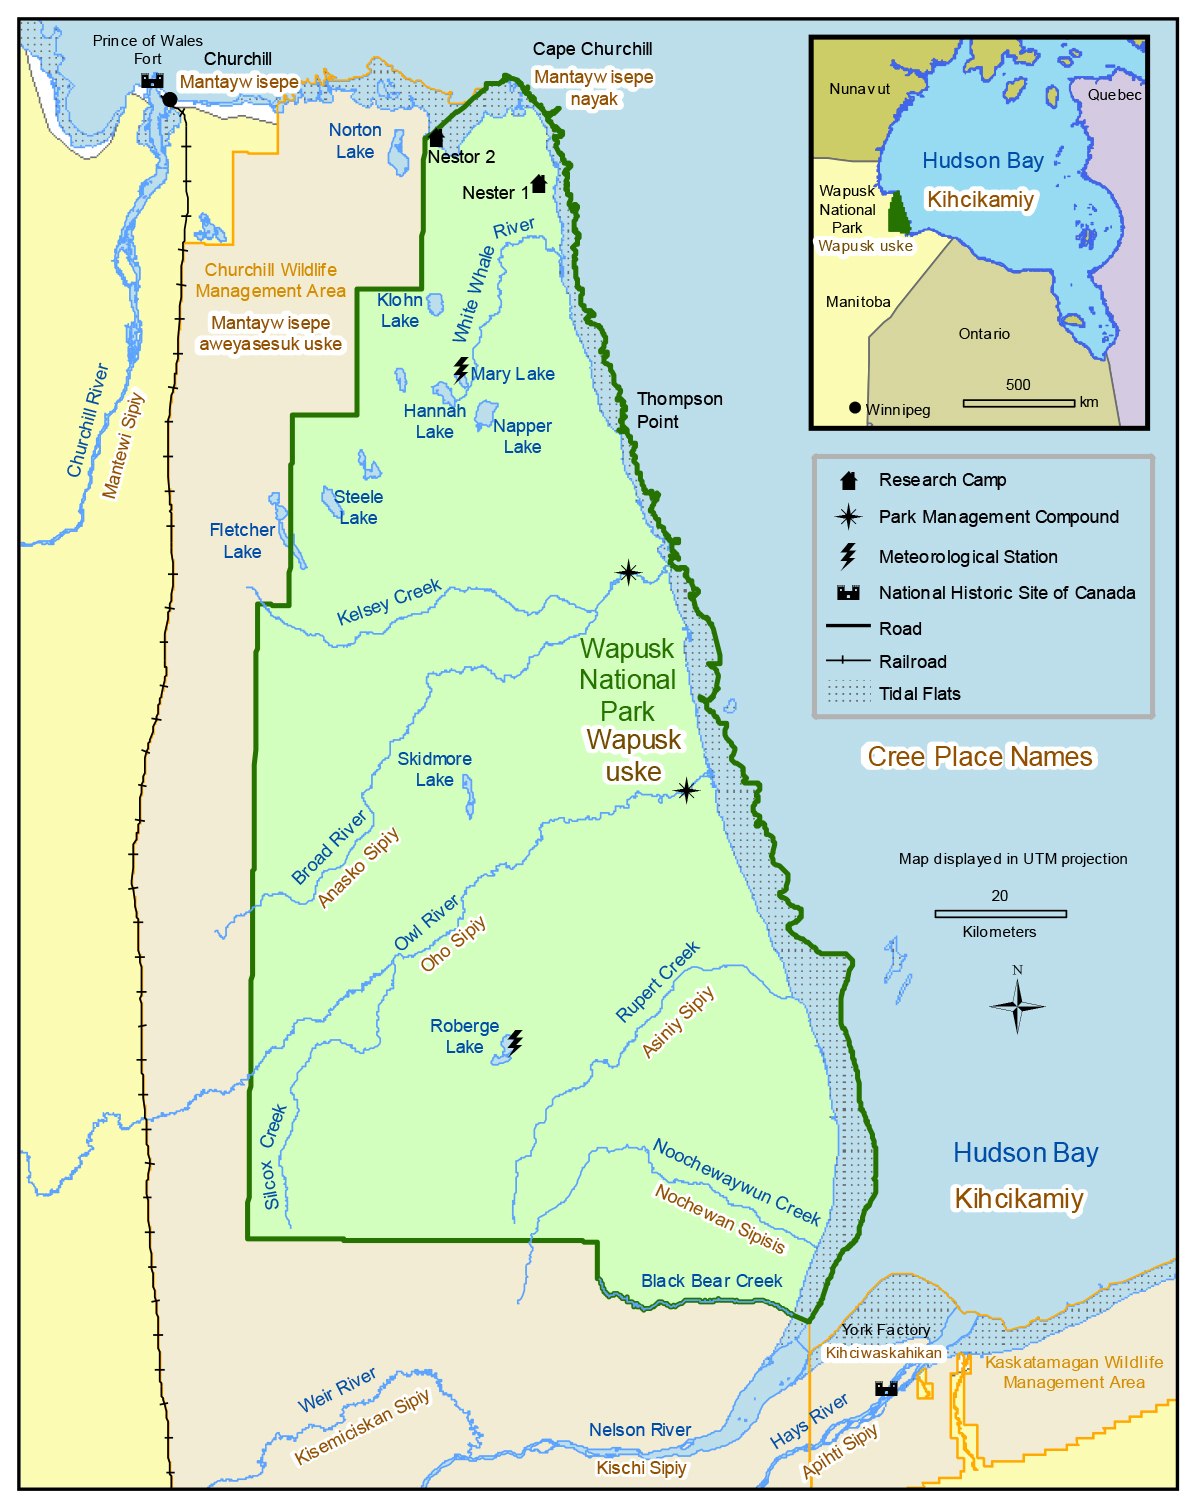 Prince of Wales
Fort
Churchill
Mantayw isepe
Cape Churchill
Mantayw isepe
nayak
Norton
Lake
Nestor 2
Nester 1
White Whale River
Churchill Wildlife
Management Area
Mantayw isepe
aweyasesuk uske
Klohn
Lake
Mary Lake
Hannah
Lake
Napper
Lake
Thompson
Point
Churchill River
Mantewi Sipiy
Steele
Lake
Fletcher
Lake
Kelsey Creek
Wapusk
National
Park
Wapusk
uske
Skidmore
Lake
Broad River
Anasko Sipiy
Owl River
Oho Sipiy
Rupert Creek
Asiniy Sipiy
Roberge
Lake
Silcox Creek
Noochewaywun Creek
Nochewan Sipisis
Black Bear Creek
Weir River
Kisemiciskan Sipiy
Nelson River
Kischi Sipiy
Hays River
Apihti Sipiy
York Factory
Kihciwaskahikan
Kaskatamagan Wildlife
Management Area
Hudson Bay
Kihcikamiy
Nunavut
Quebec
Hudson Bay
Kihcikamiy
Wapusk
National
Park
Wapusk uske
Manitoba
Ontario
500
km
Winnipeg
Research Camp
Park Management Compound
Meteorological Station
National Historic Site of Canada
Road
Railroad
Tidal Flats
Cree Place Names
Map displayed in UTM projection
20
Kilometers
N